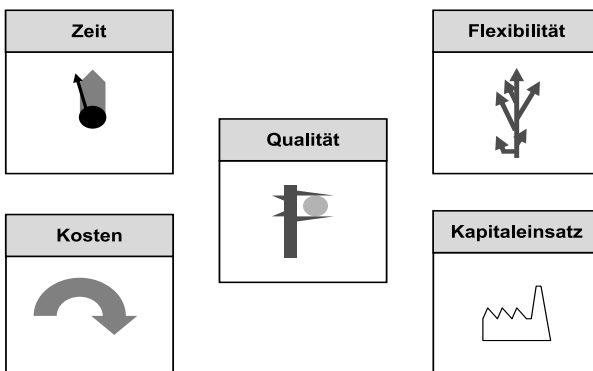 Zeit
Flexibilität
Qualität
Kosten
Kapitaleinsatz